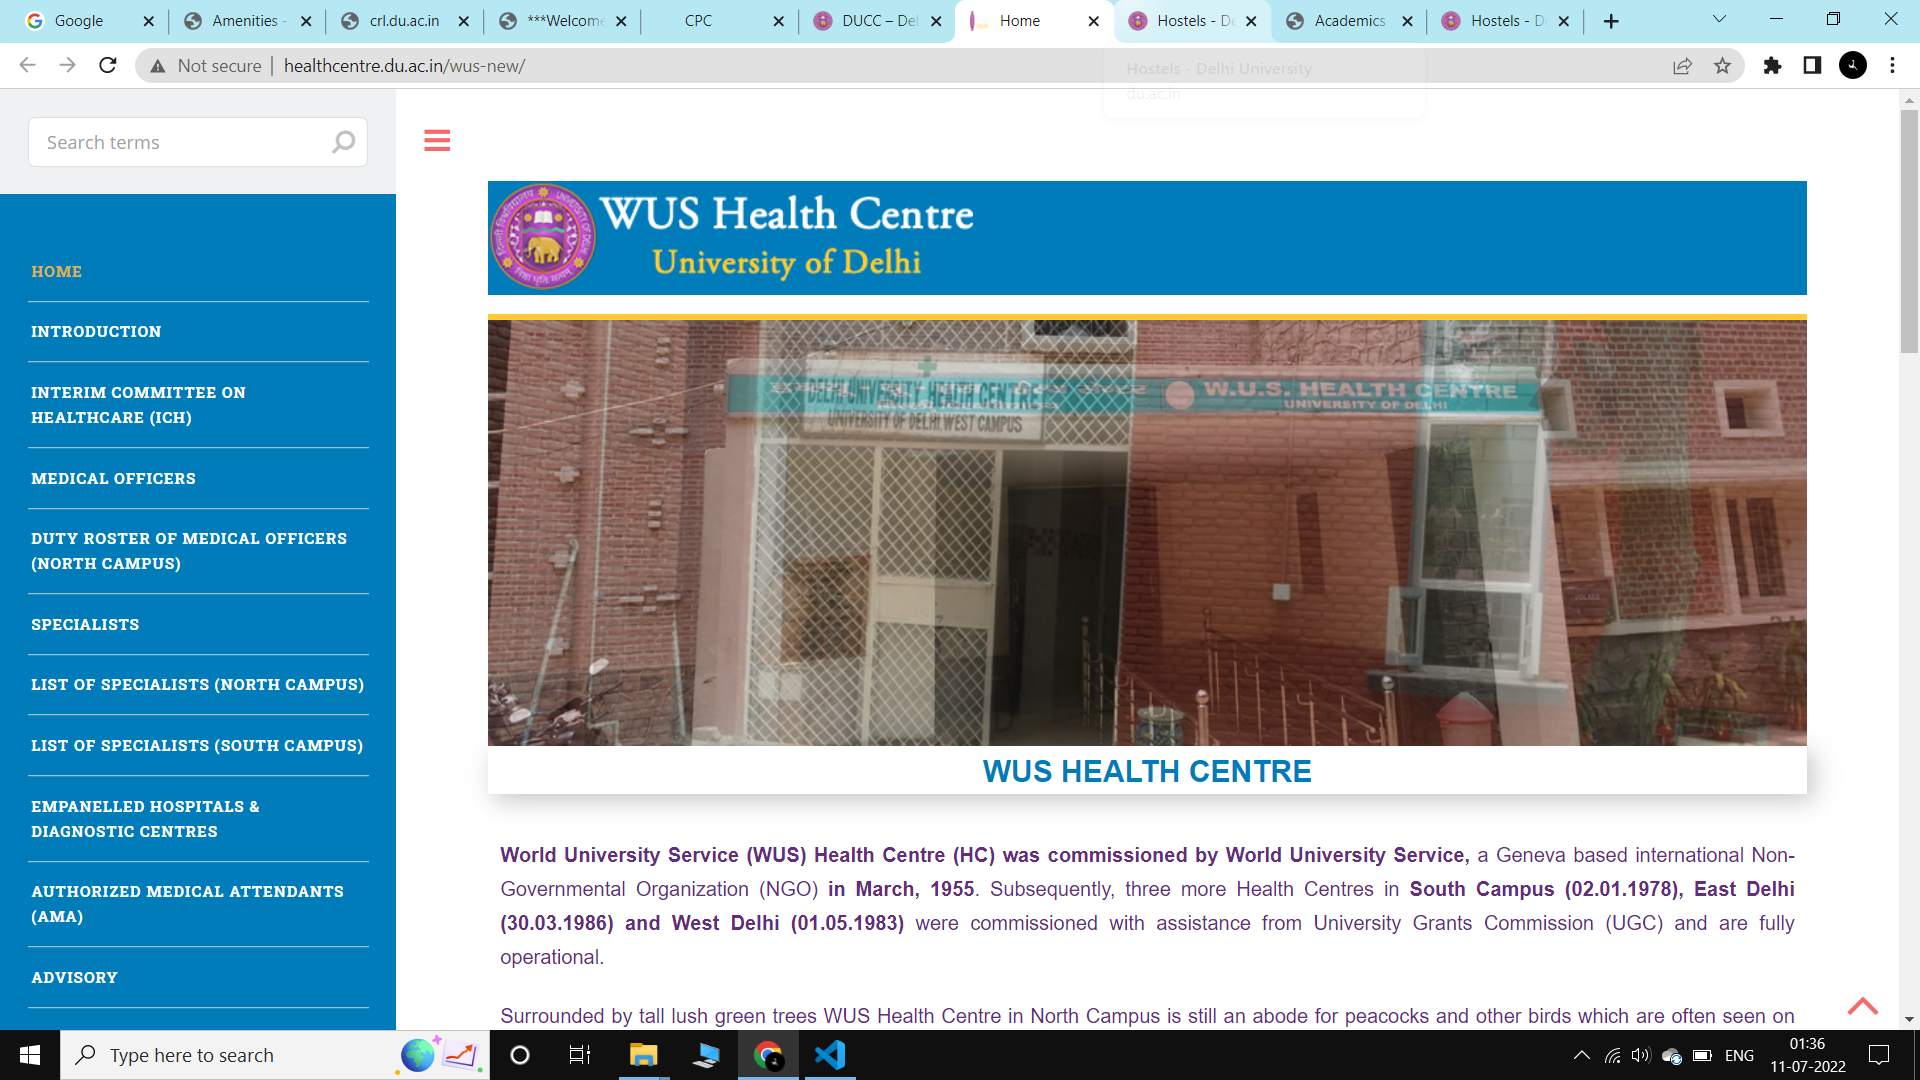 Google
Amenities -
crl.du.ac.in
***Welcome
CPC
DUCC – Del
Home
Hostels - De
Academics
Hostels - De
Not secure
healthcentre.du.ac.in/wus-new/
Hostels - Delhi University
du.ac.in
Search terms
HOME
INTRODUCTION
INTERIM COMMITTEE ON
HEALTHCARE (ICH)
MEDICAL OFFICERS
DUTY ROSTER OF MEDICAL OFFICERS
(NORTH CAMPUS)
SPECIALISTS
LIST OF SPECIALISTS (NORTH CAMPUS)
LIST OF SPECIALISTS (SOUTH CAMPUS)
EMPANELLED HOSPITALS &
DIAGNOSTIC CENTRES
AUTHORIZED MEDICAL ATTENDANTS
(AMA)
ADVISORY
WUS Health Centre
University of Delhi
DELHI UNIVERSITY HEALTH CENTRE
UNIVERSITY OF DELHI, WEST CAMPUS
W.U.S. HEALTH CENTRE
UNIVERSITY OF DELHI
WUS HEALTH CENTRE
World University Service (WUS) Health Centre (HC) was commissioned by World University Service, a Geneva based international Non-
Governmental Organization (NGO) in March, 1955. Subsequently, three more Health Centres in South Campus (02.01.1978), East Delhi
(30.03.1986) and West Delhi (01.05.1983) were commissioned with assistance from University Grants Commission (UGC) and are fully
operational.
Surrounded by tall lush green trees WUS Health Centre in North Campus is still an abode for peacocks and other birds which are often seen on
Type here to search
ENG
01:36
11-07-2022